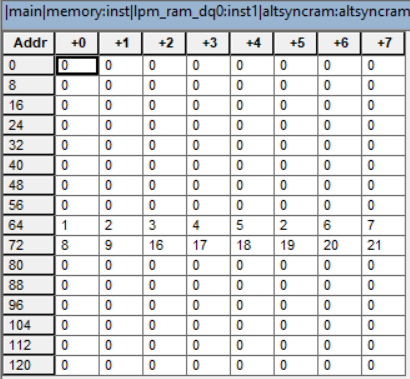 |main|memory:inst|lpm_ram_dq0:inst1|altsyncram:altsyncram
Addr +0 +1 +2 +3 +4 +5 +6 +7
0 0 0 0 0 0 0 0 0
8 0 0 0 0 0 0 0 0
16 0 0 0 0 0 0 0 0
24 0 0 0 0 0 0 0 0
32 0 0 0 0 0 0 0 0
40 0 0 0 0 0 0 0 0
48 0 0 0 0 0 0 0 0
56 0 0 0 0 0 0 0 0
64 1 2 3 4 5 2 6 7
72 8 9 16 17 18 19 20 21
80 0 0 0 0 0 0 0 0
88 0 0 0 0 0 0 0 0
96 0 0 0 0 0 0 0 0
104 0 0 0 0 0 0 0 0
112 0 0 0 0 0 0 0 0
120 0 0 0 0 0 0 0 0